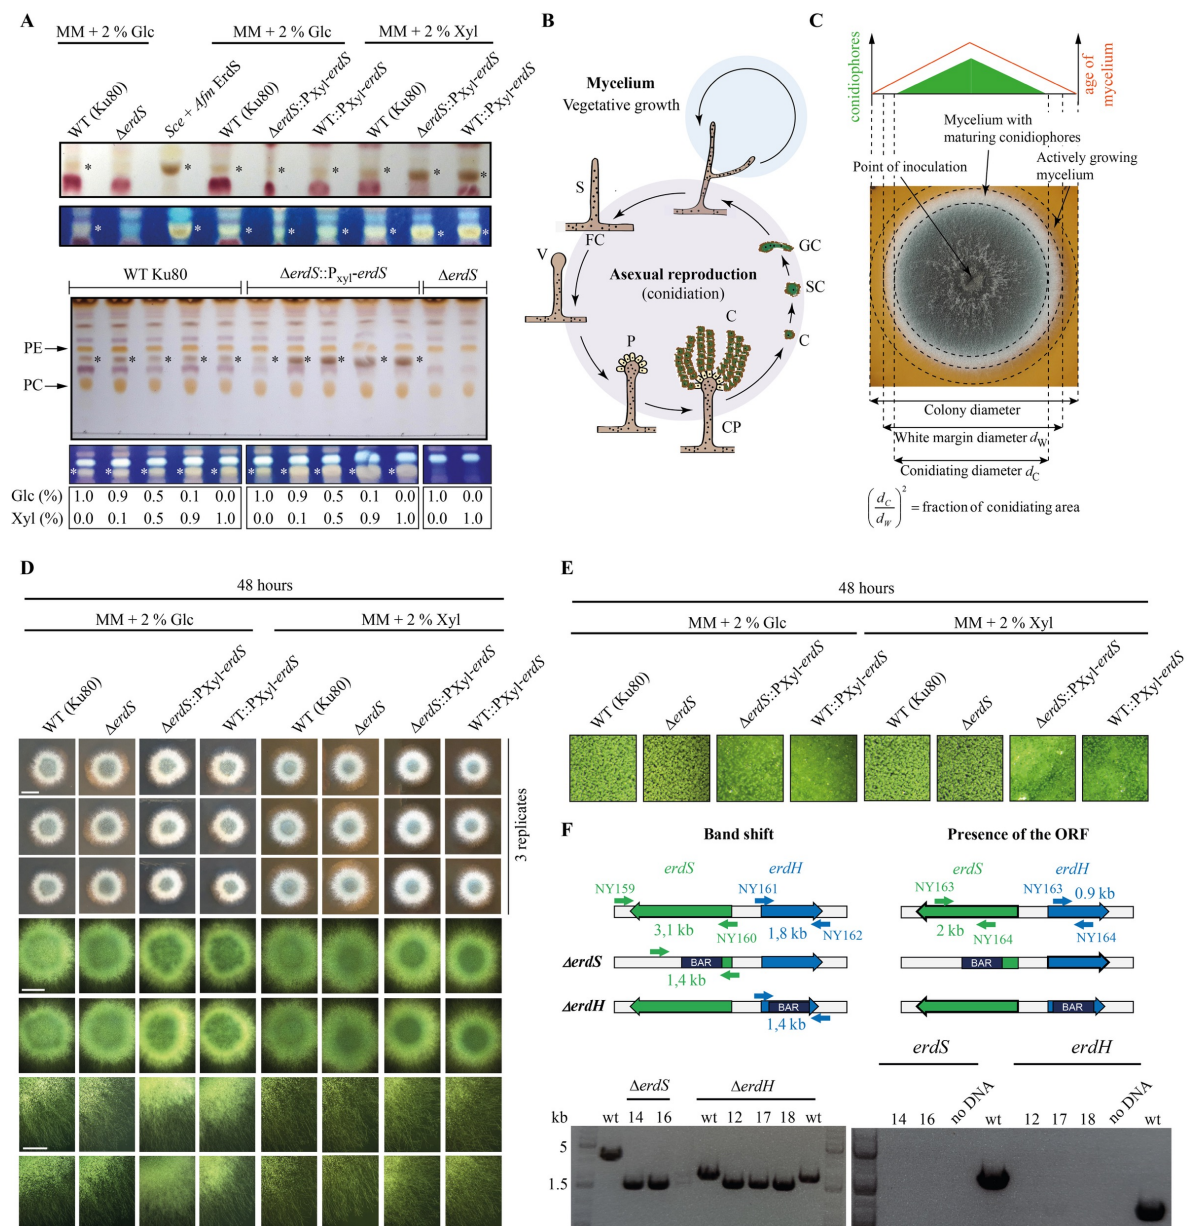 A
MM + 2 % Glc
MM + 2 % Glc
MM + 2 % Xyl
WT (Ku80)
ΔerdS
Sce + Afm ErdS
WT (Ku80)
ΔerdS::PXyl-erdS
WT::PXyl-erdS
WT (Ku80)
ΔerdS::PXyl-erdS
WT::PXyl-erdS
* * * * * * * *
* * * * * * * *
WT Ku80
ΔerdS::Pxyl-erdS
ΔerdS
PE
* * * * * * * * *
PC
* * * * * * * * *
Glc (%) 1.0 0.9 0.5 0.1 0.0 1.0 0.9 0.5 0.1 0.0 1.0 0.0
Xyl (%) 0.0 0.1 0.5 0.9 1.0 0.0 0.1 0.5 0.9 1.0 0.0 1.0
B
Mycelium
Vegetative growth
S
FC
V
GC
Asexual reproduction
(conidiation)
SC
C
C
P
CP
C
conidiophores
age of
mycelium
Mycelium with
maturing conidiophores
Point of inoculation
Actively growing
mycelium
Colony diameter
White margin diameter dW
Conidiating diameter dC
(dC/dW)² = fraction of conidiating area
D
48 hours
MM + 2 % Glc
MM + 2 % Xyl
WT (Ku80)
ΔerdS
ΔerdS::PXyl-erdS
WT::PXyl-erdS
WT (Ku80)
ΔerdS
ΔerdS::PXyl-erdS
WT::PXyl-erdS
3 replicates
E
48 hours
MM + 2 % Glc
MM + 2 % Xyl
WT (Ku80)
ΔerdS
ΔerdS::PXyl-erdS
WT::PXyl-erdS
WT (Ku80)
ΔerdS
ΔerdS::PXyl-erdS
WT::PXyl-erdS
F
Band shift
erdS
erdH
NY159
NY161
3,1 kb
NY160
1,8 kb
NY162
ΔerdS
BAR
1,4 kb
ΔerdH
BAR
1,4 kb
Presence of the ORF
erdS
erdH
NY163
NY163
0.9 kb
2 kb
NY164
NY164
BAR
BAR
ΔerdS
ΔerdH
kb wt 14 16 wt 12 17 18 wt
5
1.5
erdS
erdH
14 16 no DNA wt 12 17 18 no DNA wt